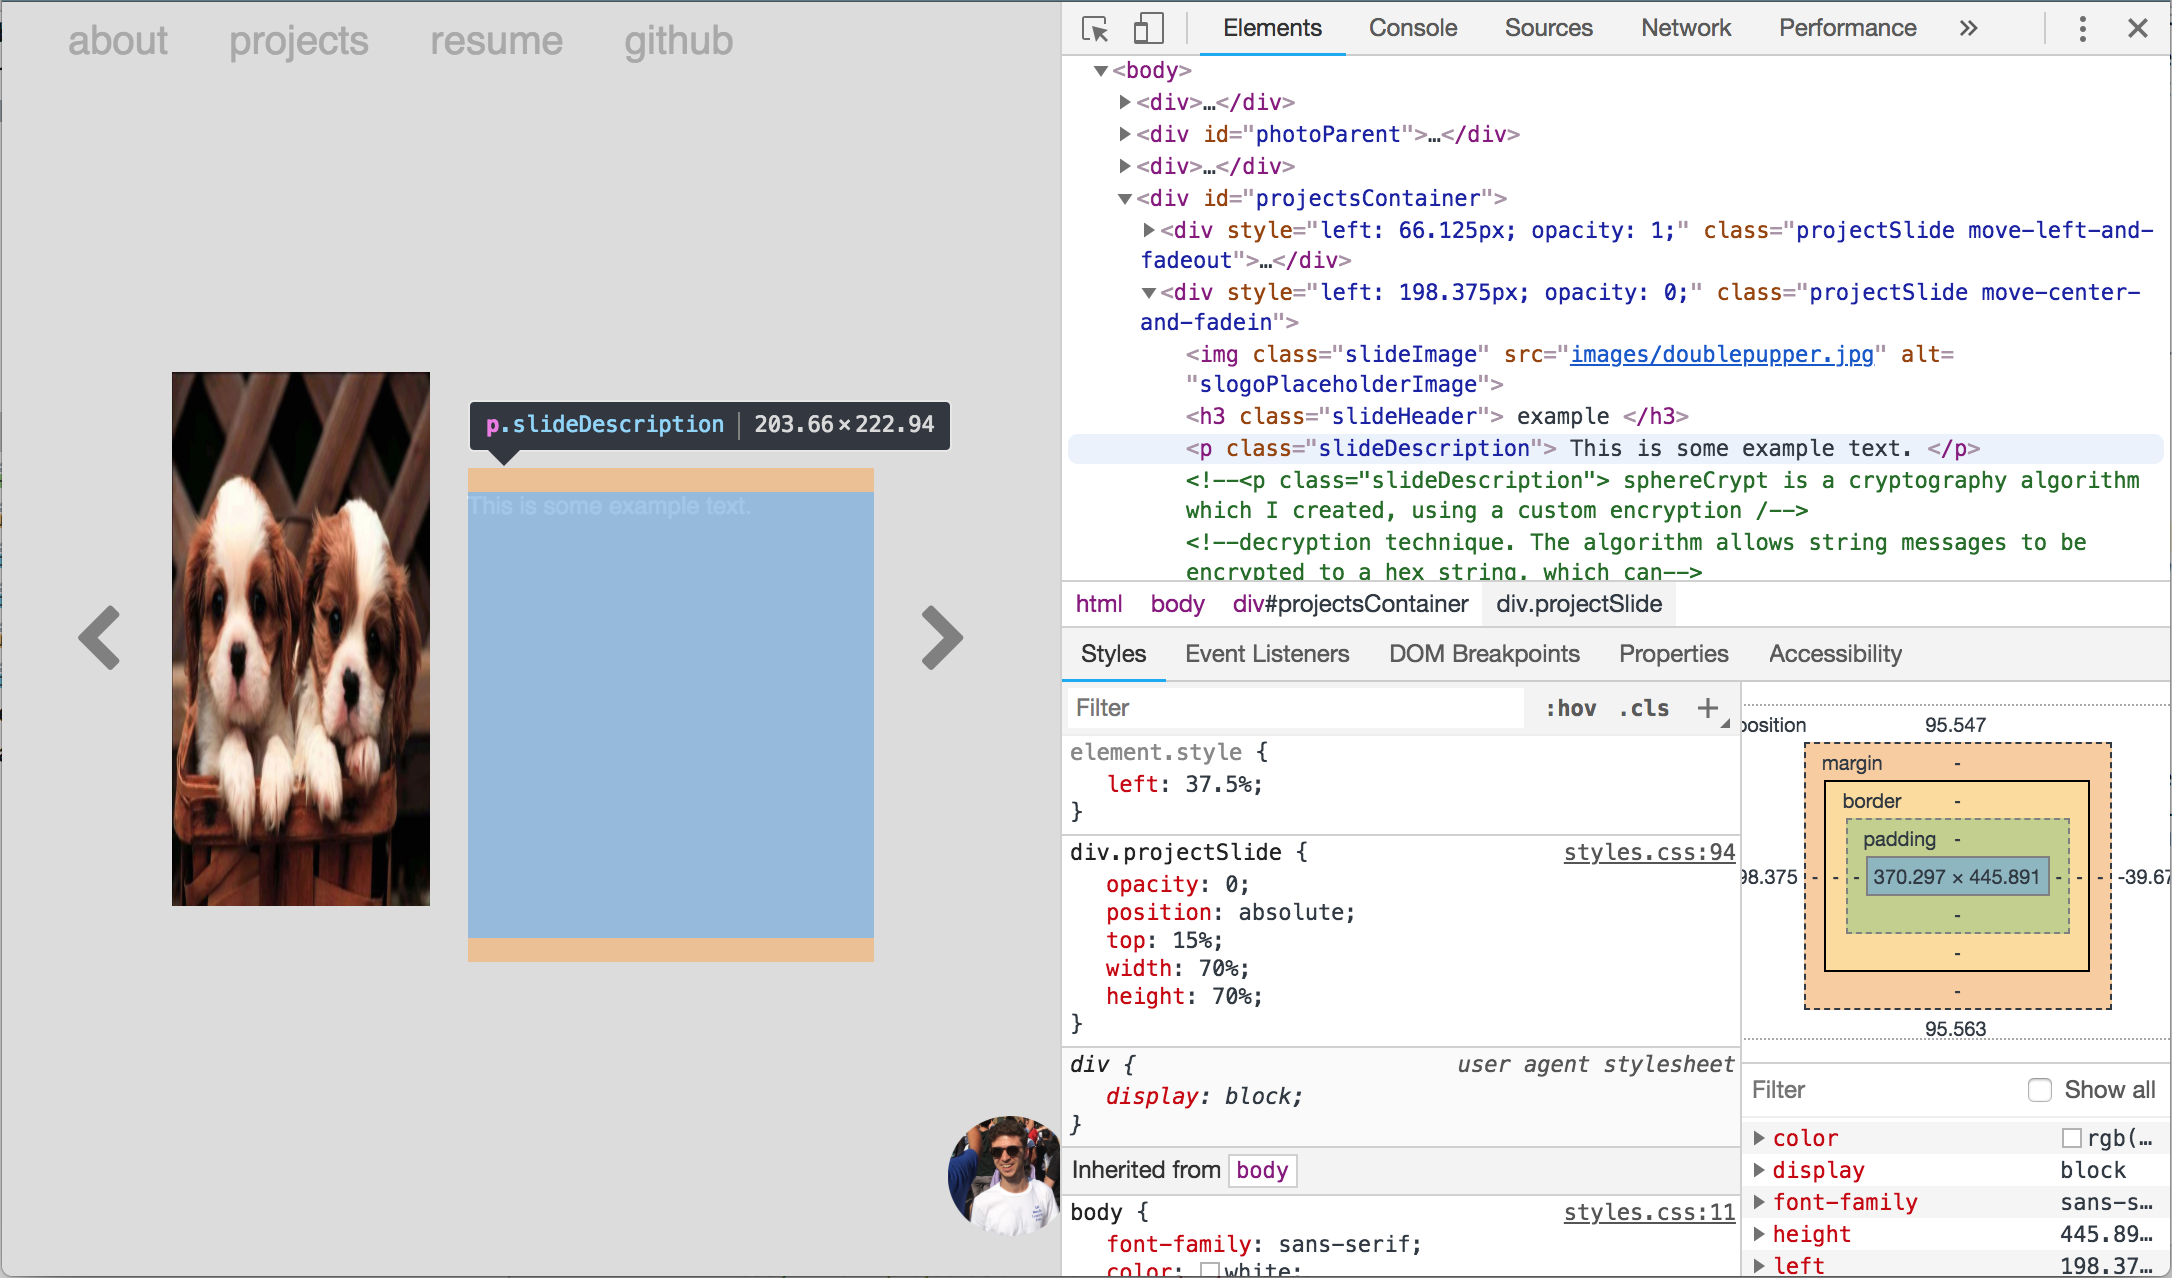 about projects resume github
p.slideDescription | 203.66×222.94
This is some example text.
Elements Console Sources Network Performance »
▼<body>
▶<div>…</div>
▶<div id="photoParent">…</div>
▶<div>…</div>
▼<div id="projectsContainer">
▶<div style="left: 66.125px; opacity: 1;" class="projectSlide move-left-and-
fadeout">…</div>
▼<div style="left: 198.375px; opacity: 0;" class="projectSlide move-center-
and-fadein">
<img class="slideImage" src="images/doublepupper.jpg" alt=
"slogoPlaceholderImage">
<h3 class="slideHeader"> example </h3>
<p class="slideDescription"> This is some example text. </p>
<!--<p class="slideDescription"> sphereCrypt is a cryptography algorithm
which I created, using a custom encryption /-->
<!--decryption technique. The algorithm allows string messages to be
encrypted to a hex string, which can-->
html body div#projectsContainer div.projectSlide
Styles Event Listeners DOM Breakpoints Properties Accessibility
Filter :hov .cls +
element.style {
left: 37.5%;
}
div.projectSlide { styles.css:94
opacity: 0;
position: absolute;
top: 15%;
width: 70%;
height: 70%;
}
div { user agent stylesheet
display: block;
}
Inherited from body
body { styles.css:11
font-family: sans-serif;
color: white;
position 95.547
margin -
border -
padding -
98.375 - - - 370.297 × 445.891 - - - -39.67
-
-
-
95.563
Filter Show all
▶ color rgb(…
▶ display block
▶ font-family sans-s…
▶ height 445.89…
▶ left 198.37…